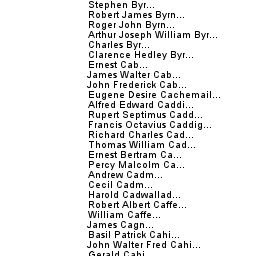 Stephen Byr...
Robert James Byrn...
Roger John Byrn...
Arthur Joseph William Byr...
Charles Byr...
Clarence Hedley Byr...
Ernest Cab...
James Walter Cab...
John Frederick Cab...
Eugene Desire Cachemail...
Alfred Edward Caddi...
Rupert Septimus Cadd...
Francis Octavius Caddig...
Richard Charles Cad...
Thomas William Cad...
Ernest Bertram Ca...
Percy Malcolm Ca...
Andrew Cadm...
Cecil Cadm...
Harold Cadwallad...
Robert Albert Caffe...
William Caffe...
James Cagn...
Basil Patrick Cahi...
John Walter Fred Cahi...
Gerald Cahi...